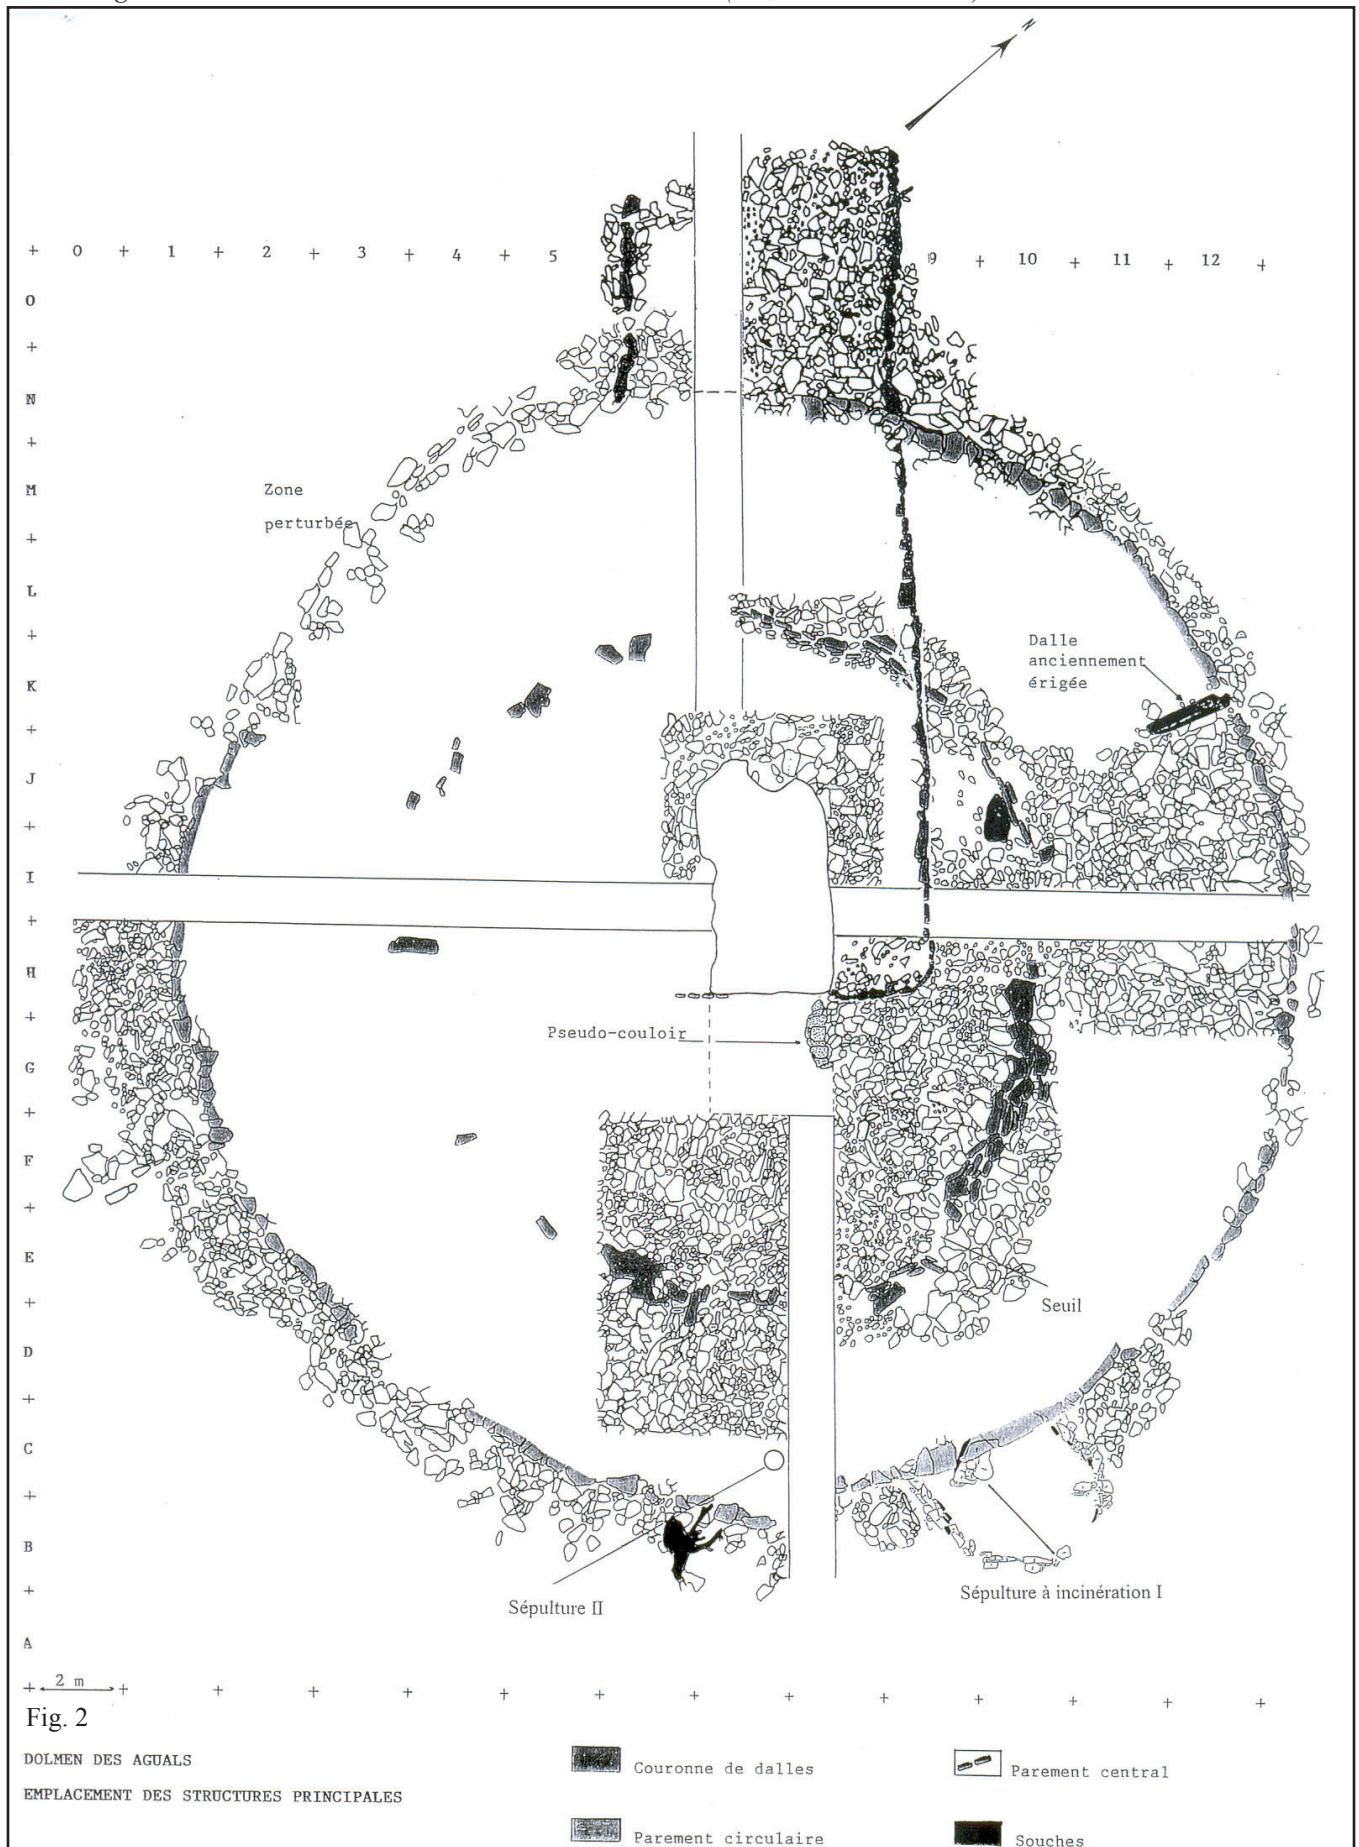 N
+ 0 + 1 + 2 + 3 + 4 + 5 9 + 10 + 11 + 12 +
O
+
N
+
M
Zone
perturbée
+
L
+
Dalle
anciennement
érigée
K
+
J
+
I
+
H
+
Pseudo-couloir
G
+
F
+
E
+
Seuil
D
+
C
+
B
+
Sépulture II
Sépulture à incinération I
A
+ 2 m + + + + + + + + + + + + +
Fig. 2
DOLMEN DES AGUALS
EMPLACEMENT DES STRUCTURES PRINCIPALES
Couronne de dalles
Parement central
Parement circulaire
Souches